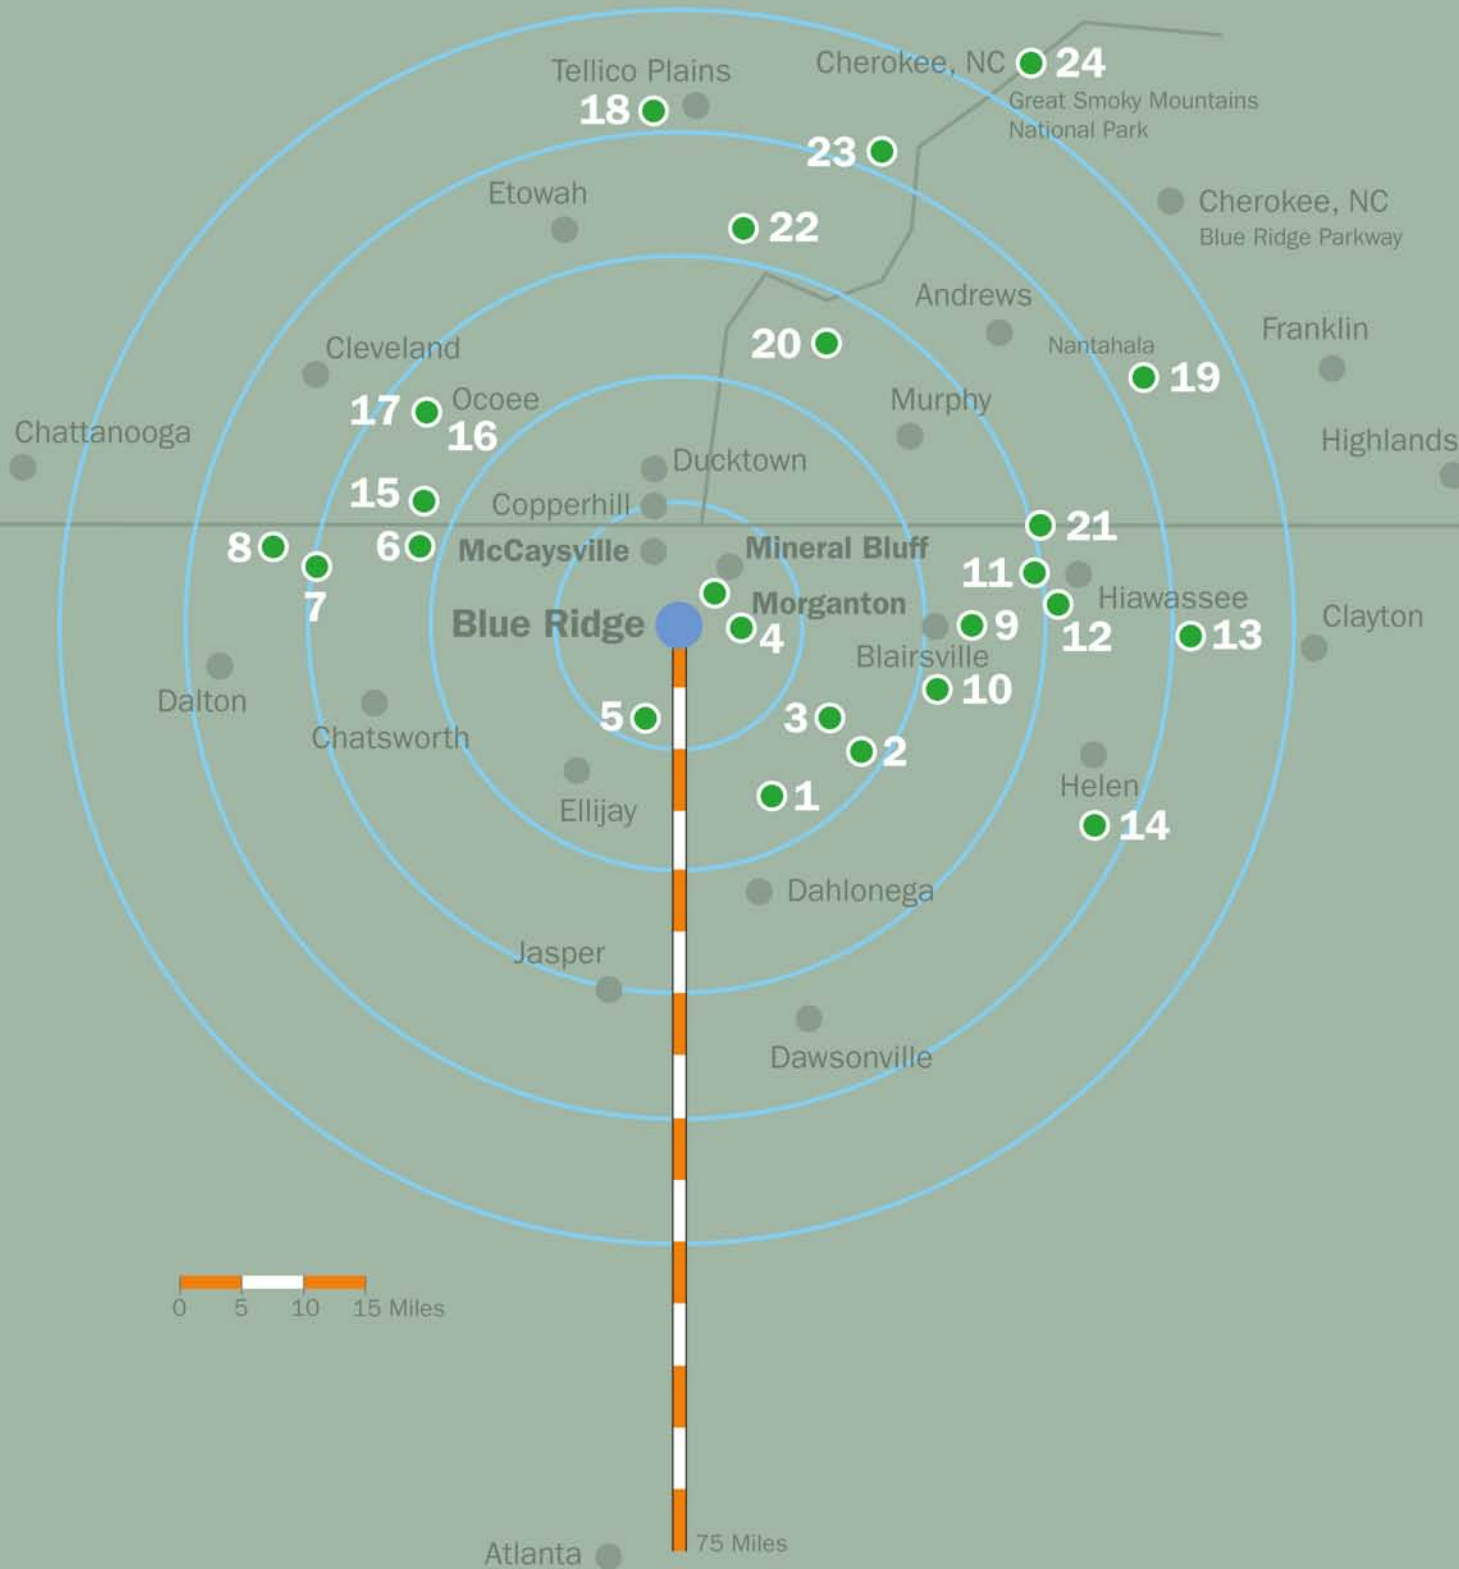 Cherokee, NC
24
Tellico Plains
18
Great Smoky Mountains
National Park
23
Etowah
22
Cherokee, NC
Blue Ridge Parkway
Andrews
Cleveland
20
Nantahala
Franklin
19
17
Ocoee
16
Murphy
Chattanooga
Highlands
Ducktown
15
Copperhill
21
8
6
McCaysville
Mineral Bluff
11
7
Morganton
Hiawassee
Blue Ridge
4
9
12
13
Clayton
Blairsville
Dalton
10
5
3
Chatsworth
2
1
Helen
Ellijay
14
Dahlonega
Jasper
Dawsonville
0 5 10 15 Miles
75 Miles
Atlanta